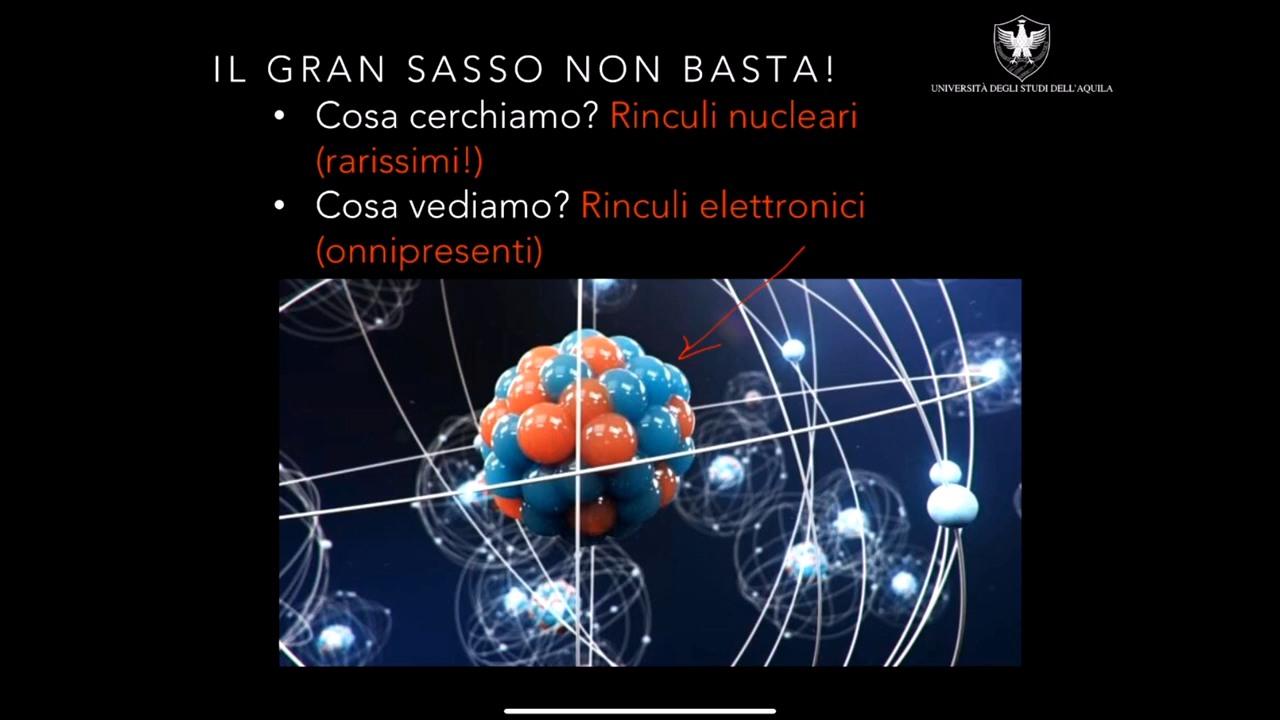 IL GRAN SASSO NON BASTA!
UNIVERSITÀ DEGLI STUDI DELL'AQUILA
• Cosa cerchiamo? Rinculi nucleari
(rarissimi!)
• Cosa vediamo? Rinculi elettronici
(onnipresenti)